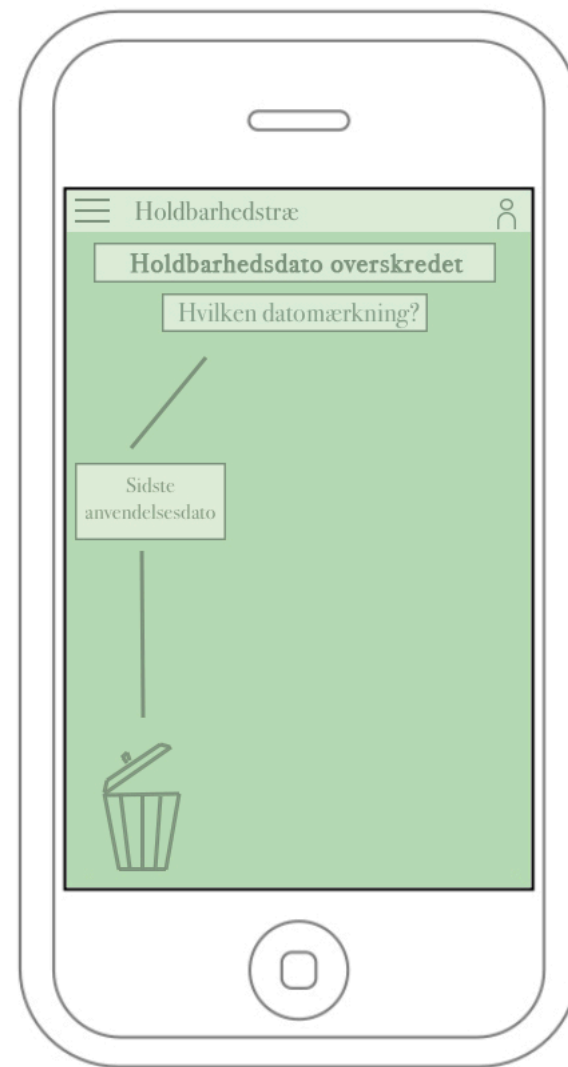 Holdbarhedstræ
Holdbarhedsdato overskredet
Hvilken datomærkning?
Sidste
anvendelsesdato